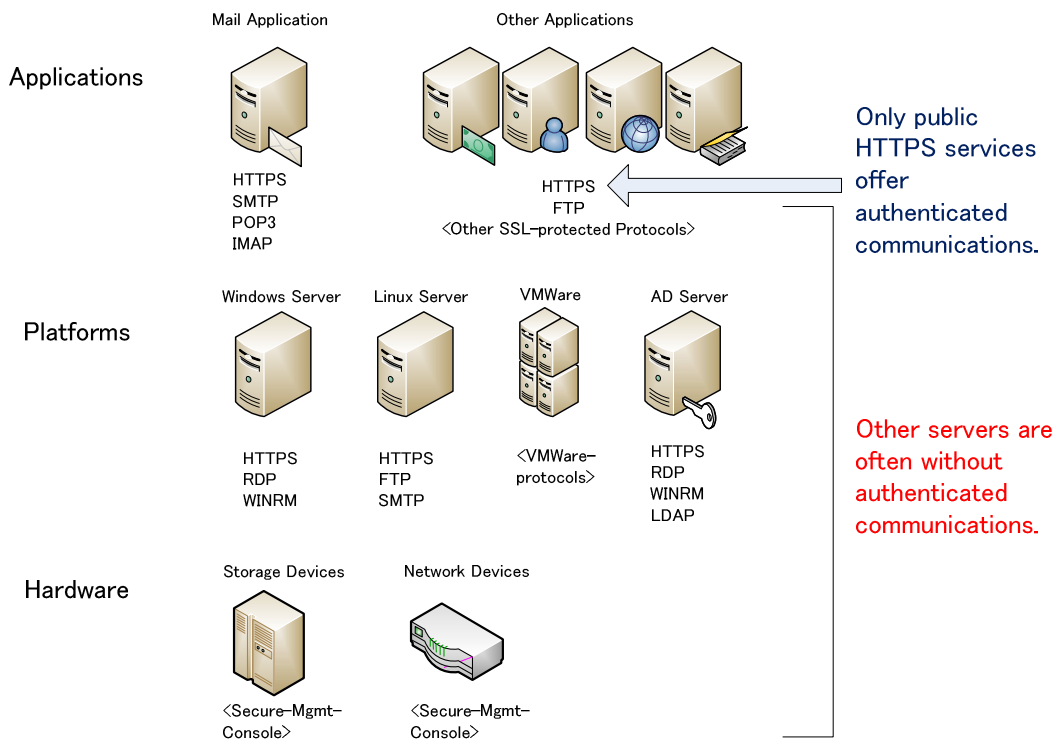 Mail Application
Other Applications
Applications
HTTPS
SMTP
POP3
IMAP
HTTPS
FTP
<Other SSL-protected Protocols>
Only public
HTTPS services
offer
authenticated
communications.
Platforms
Windows Server
Linux Server
VMWare
AD Server
HTTPS
RDP
WINRM
HTTPS
FTP
SMTP
<VMWare-
protocols>
HTTPS
RDP
WINRM
LDAP
Other servers are
often without
authenticated
communications.
Hardware
Storage Devices
Network Devices
<Secure-Mgmt-
Console>
<Secure-Mgmt-
Console>